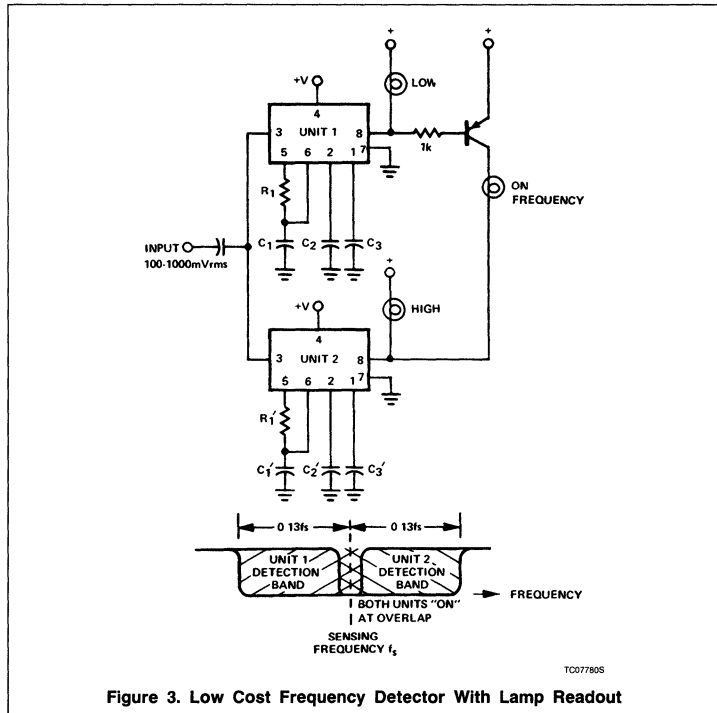 + +
+V LOW
4
3 UNIT 1 8
7
5 6 2 1
1k
R1
ON
FREQUENCY
C1 C2 C3
INPUT
100-1000mVrms
+
+V HIGH
4
3 UNIT 2 8
7
5 6 2 1
R1′
C1′ C2′ C3′
0 13fs 0 13fs
UNIT 1
DETECTION
BAND
UNIT 2
DETECTION
BAND
FREQUENCY
BOTH UNITS "ON"
AT OVERLAP
SENSING
FREQUENCY fs
TC07780S
Figure 3. Low Cost Frequency Detector With Lamp Readout